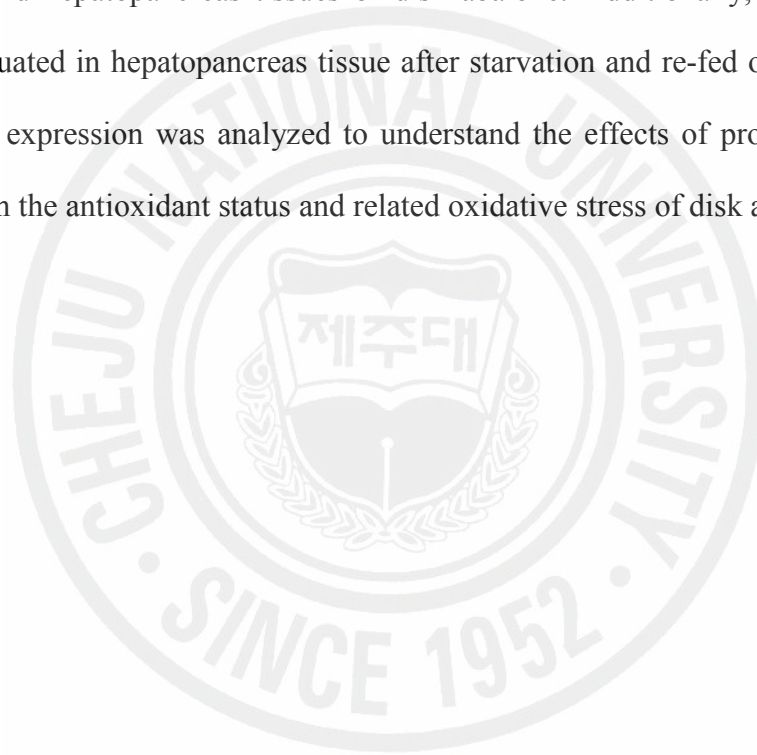 uated in hepatopancreas tissue after starvation and re-fed o
expression was analyzed to understand the effects of pro
n the antioxidant status and related oxidative stress of disk a
CHEJU NATIONAL UNIVERSITY
제주대
SINCE 1952